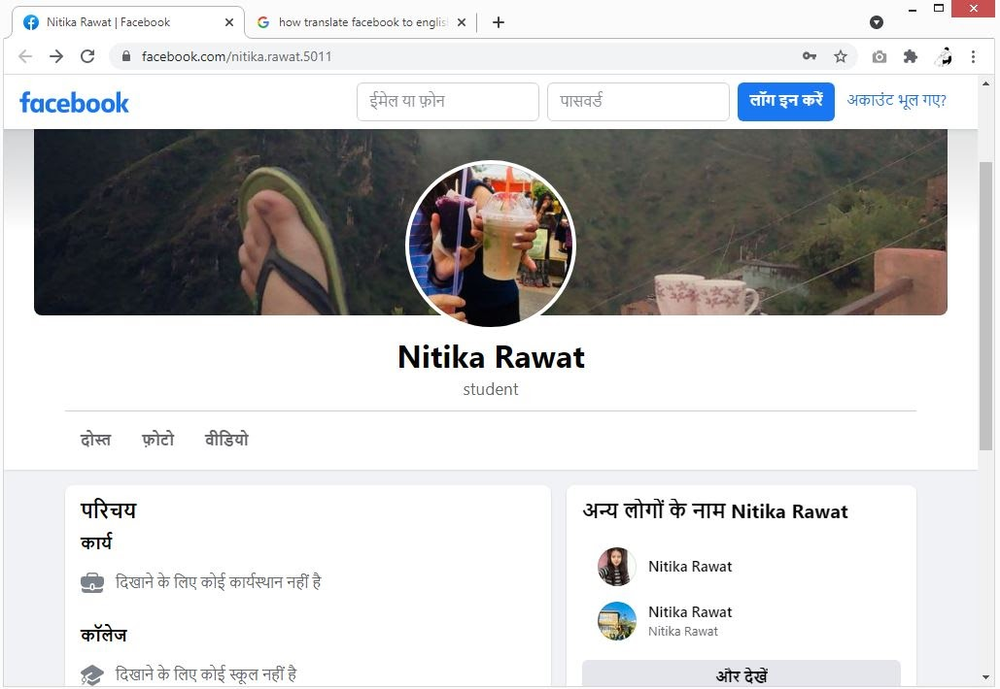 Nitika Rawat | Facebook
how translate facebook to englis
facebook.com/nitika.rawat.5011
facebook
ईमेल या फ़ोन
पासवर्ड
लॉग इन करें
अकाउंट भूल गए?
Nitika Rawat
student
दोस्त
फ़ोटो
वीडियो
परिचय
कार्य
दिखाने के लिए कोई कार्यस्थान नहीं है
कॉलेज
दिखाने के लिए कोई स्कूल नहीं है
अन्य लोगों के नाम Nitika Rawat
Nitika Rawat
Nitika Rawat
Nitika Rawat
और देखें